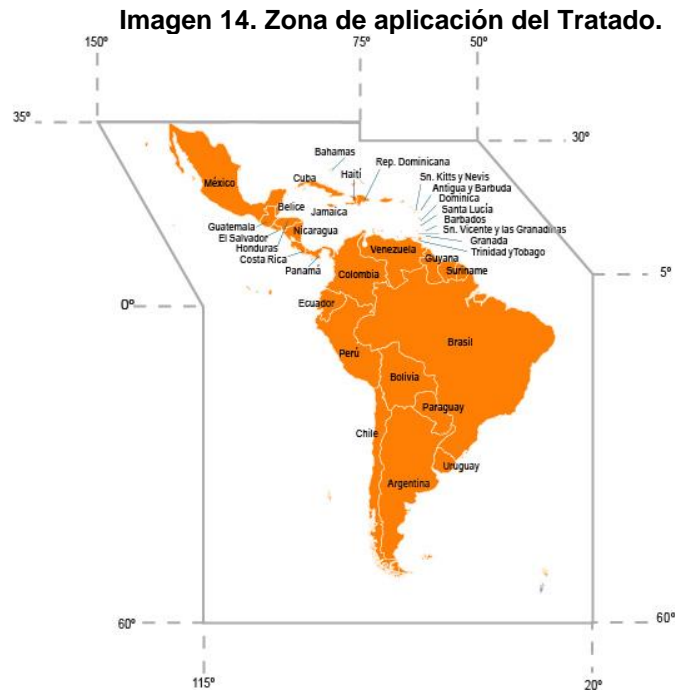 Imagen 14. Zona de aplicación del Tratado.
150º 75º 50º
35º
30º
Bahamas
Rep. Dominicana
Cuba
Haití
Sn. Kitts y Nevis
México
Antigua y Barbuda
Dominica
Belice
Jamaica
Santa Lucía
Barbados
Guatemala
Nicaragua
Sn. Vicente y las Granadinas
El Salvador
Granada
Honduras
Venezuela
Trinidad yTobago
Costa Rica
Guyana
Panamá
Colombia
Suriname
5º
0º
Ecuador
Brasil
Perú
Bolivia
Paraguay
Chile
Uruguay
Argentina
60º
60º
115º
20º